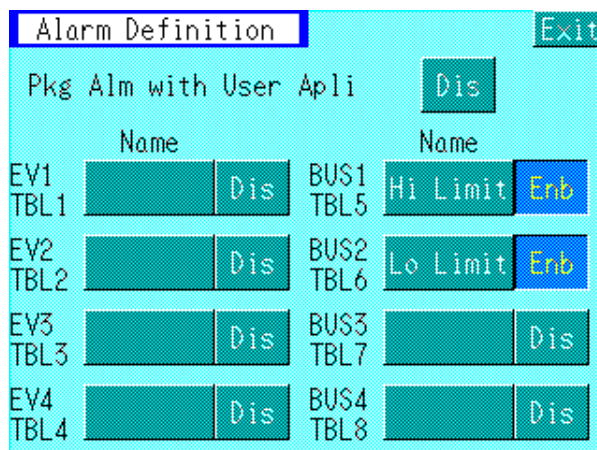 Alarm Definition Exit
Pkg Alm with User Apli Dis
Name Name
EV1 BUS1
TBL1 Dis TBL5 Hi Limit Enb
EV2 BUS2
TBL2 Dis TBL6 Lo Limit Enb
EV3 BUS3
TBL3 Dis TBL7 Dis
EV4 BUS4
TBL4 Dis TBL8 Dis